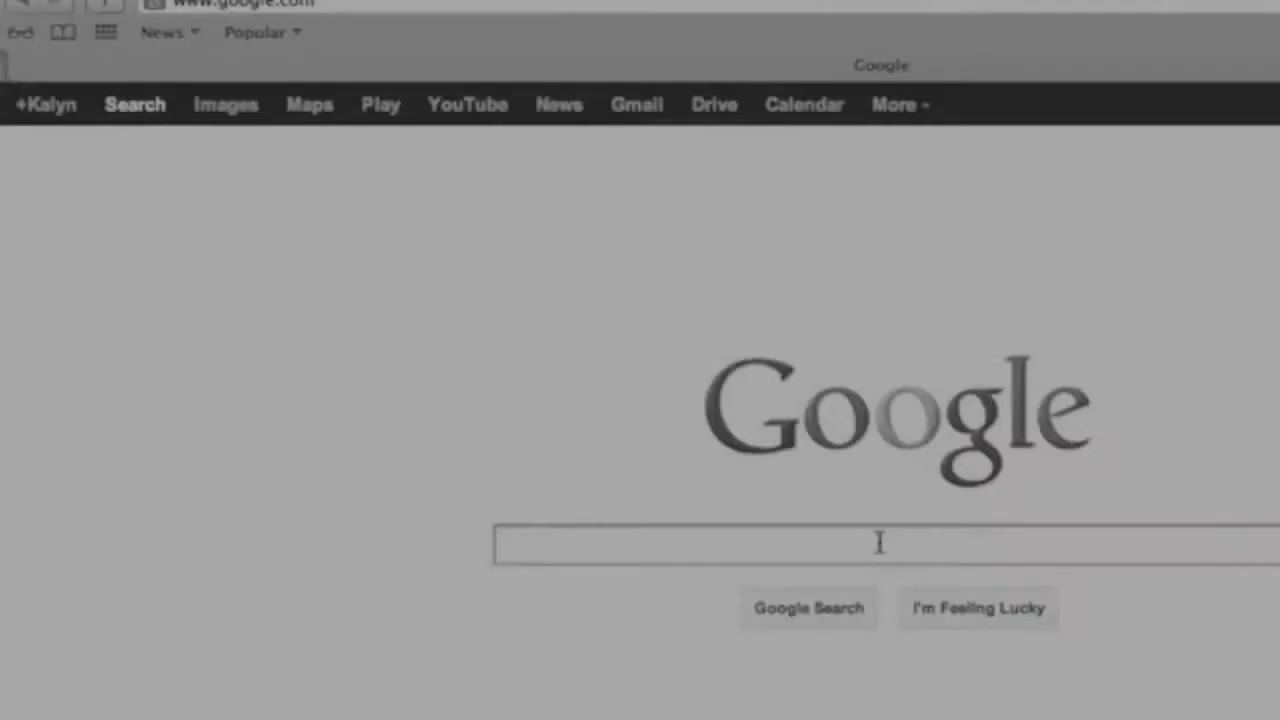 www.google.com
News Popular
Google
+Kalyn Search Images Maps Play YouTube News Gmail Drive Calendar More
Google
Google Search I'm Feeling Lucky